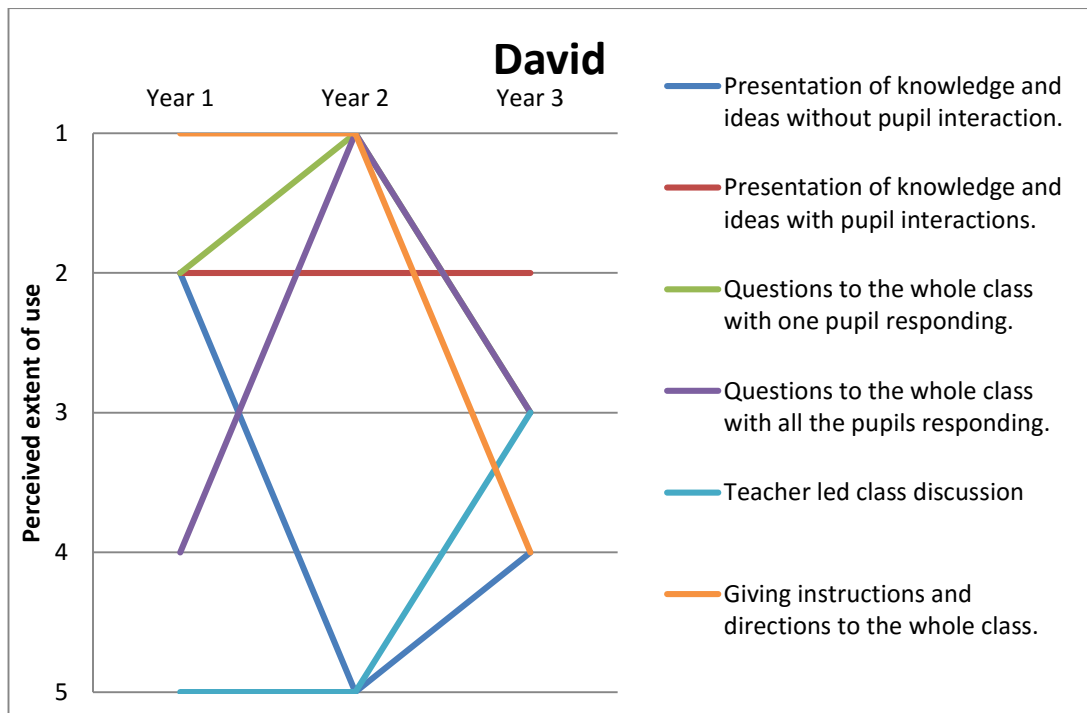 David
Year 1 Year 2 Year 3
1
2
3
4
5
Perceived extent of use
Presentation of knowledge and
ideas without pupil interaction.
Presentation of knowledge and
ideas with pupil interactions.
Questions to the whole class
with one pupil responding.
Questions to the whole class
with all the pupils responding.
Teacher led class discussion
Giving instructions and
directions to the whole class.